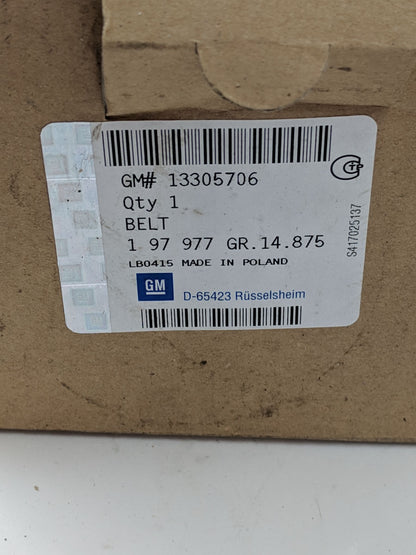 GM# 13305706
Qty 1
BELT
1 97 977 GR.14.875
LB0415 MADE IN POLAND
GM
D-65423 Rüsselsheim
S417025137